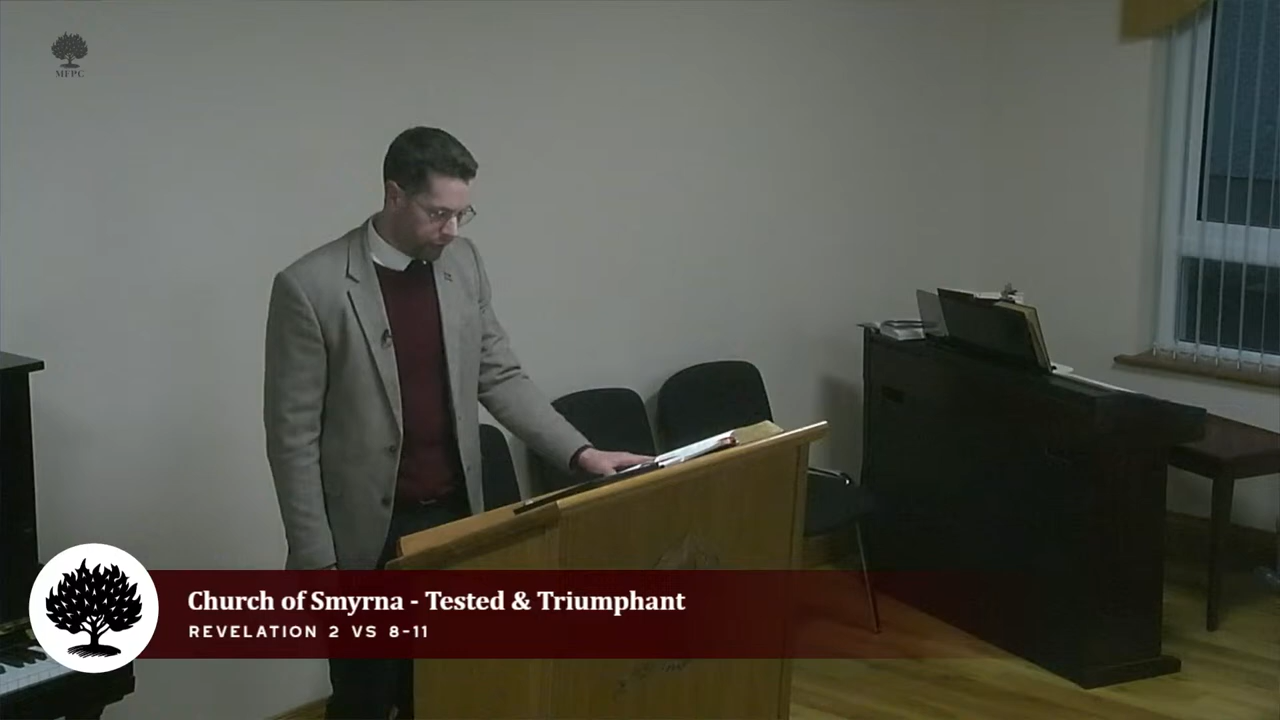 MFPC
Church of Smyrna - Tested & Triumphant
REVELATION 2 VS 8-11